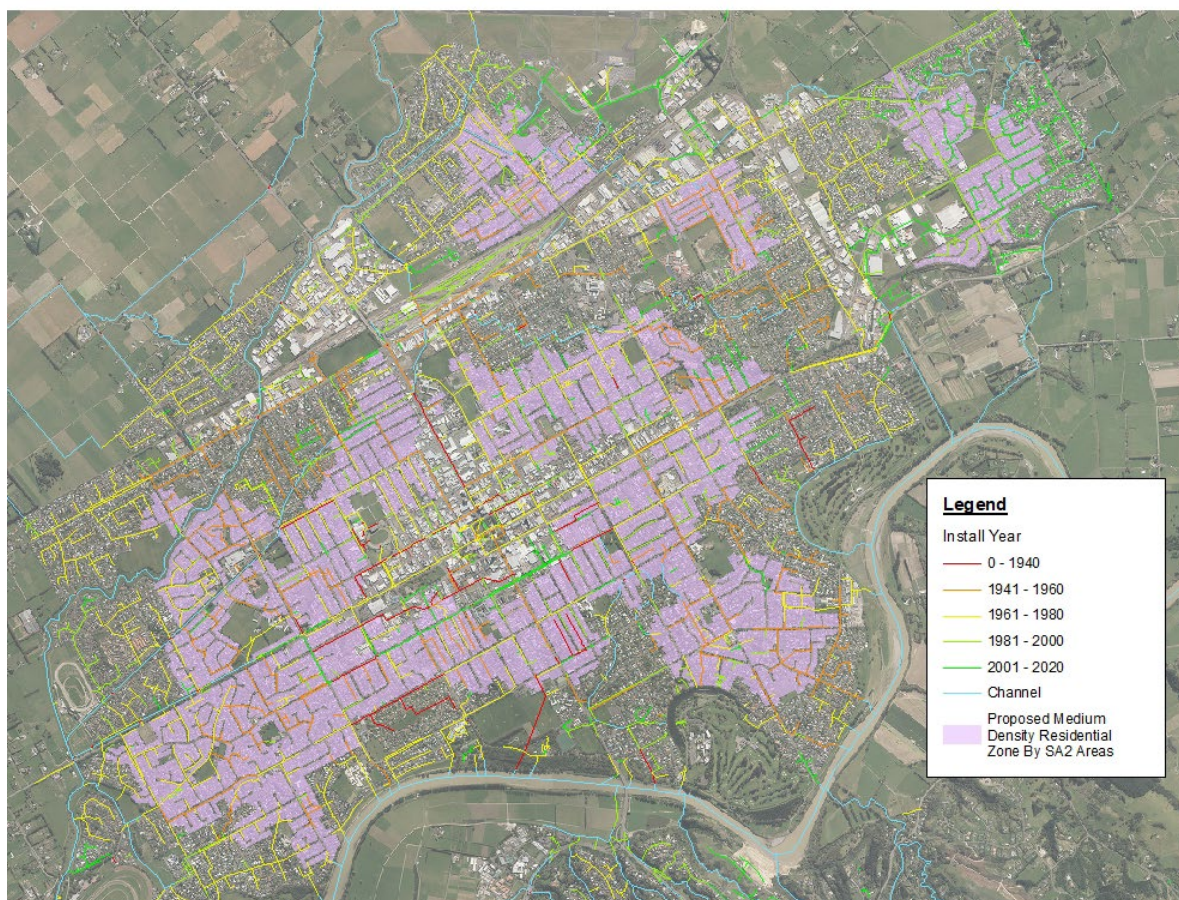 Legend
Install Year
0 - 1940
1941 - 1960
1961 - 1980
1981 - 2000
2001 - 2020
Channel
Proposed Medium
Density Residential
Zone By SA2 Areas